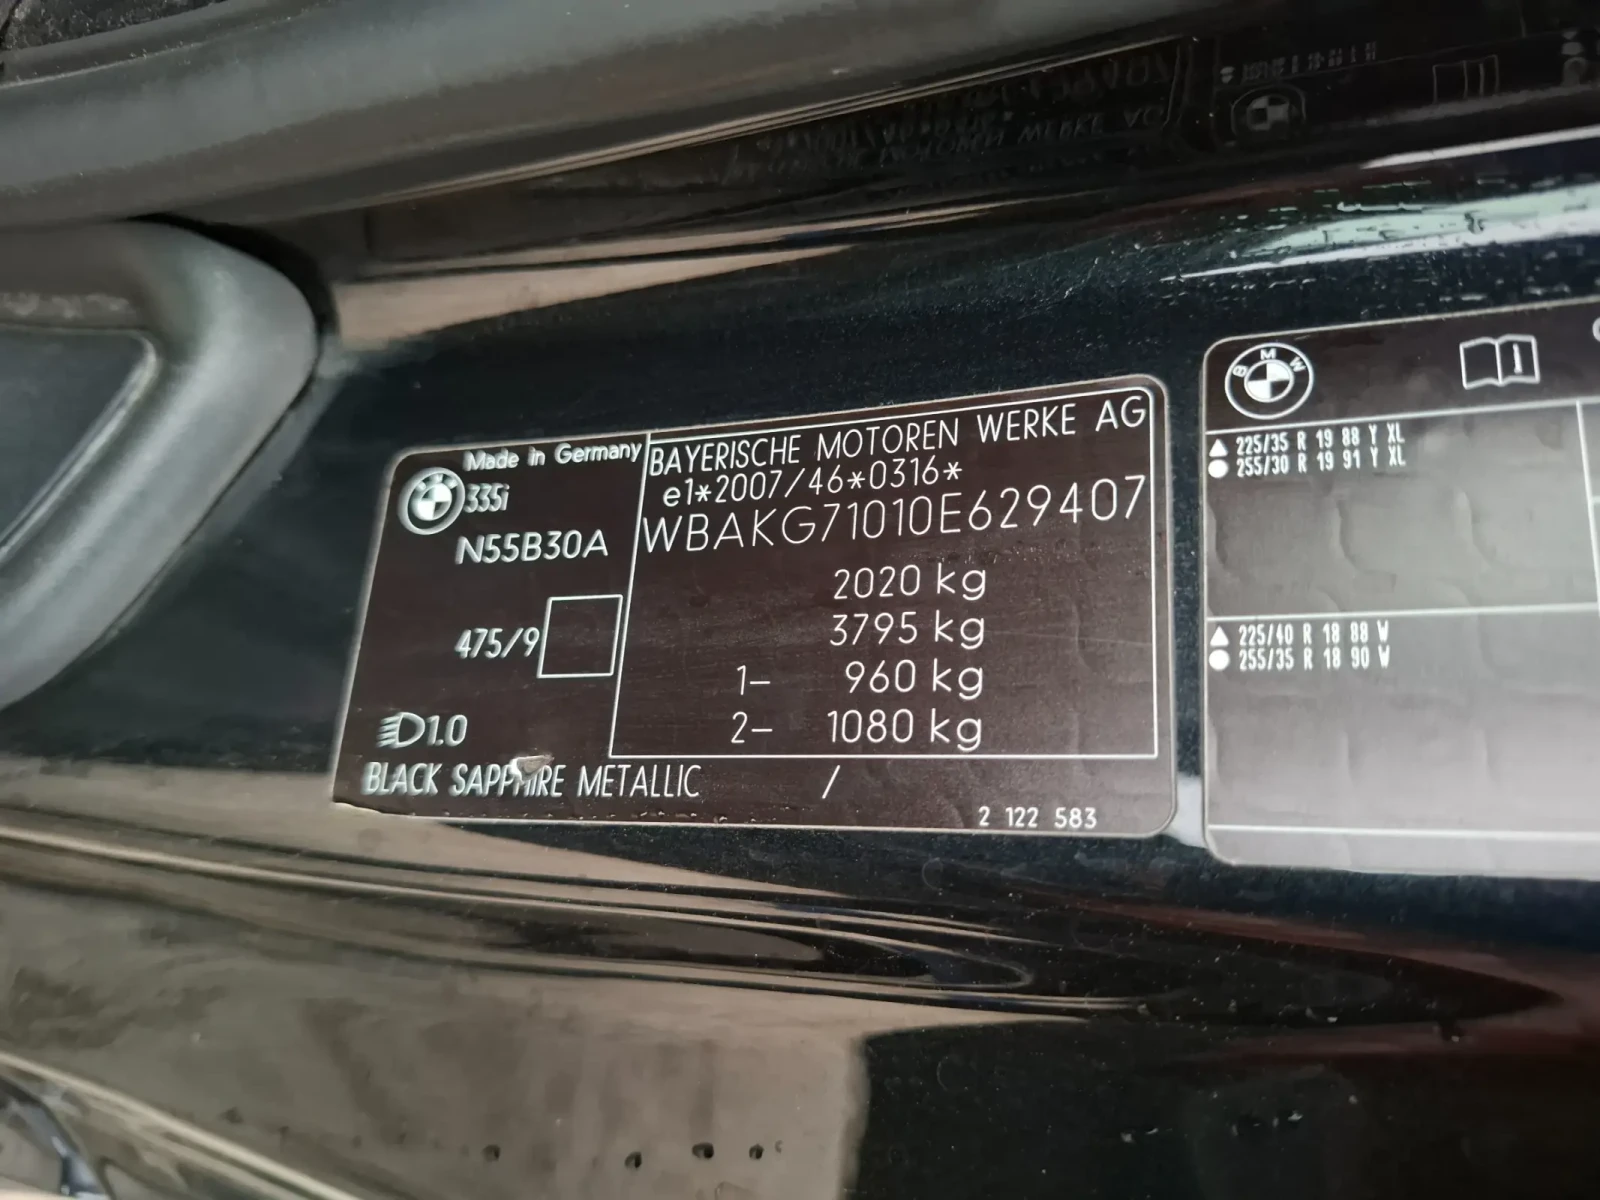 Made in Germany
335i
N55B30A
475/9
1.0
BLACK SAPPHIRE METALLIC /
BAYERISCHE MOTOREN WERKE AG
e1*2007/46*0316*
WBAKG71010E629407
2020 kg
3795 kg
1- 960 kg
2- 1080 kg
2 122 583
BMW
225/35 R 19 88 Y XL
255/30 R 19 91 Y XL
225/40 R 18 88 W
255/35 R 18 90 W